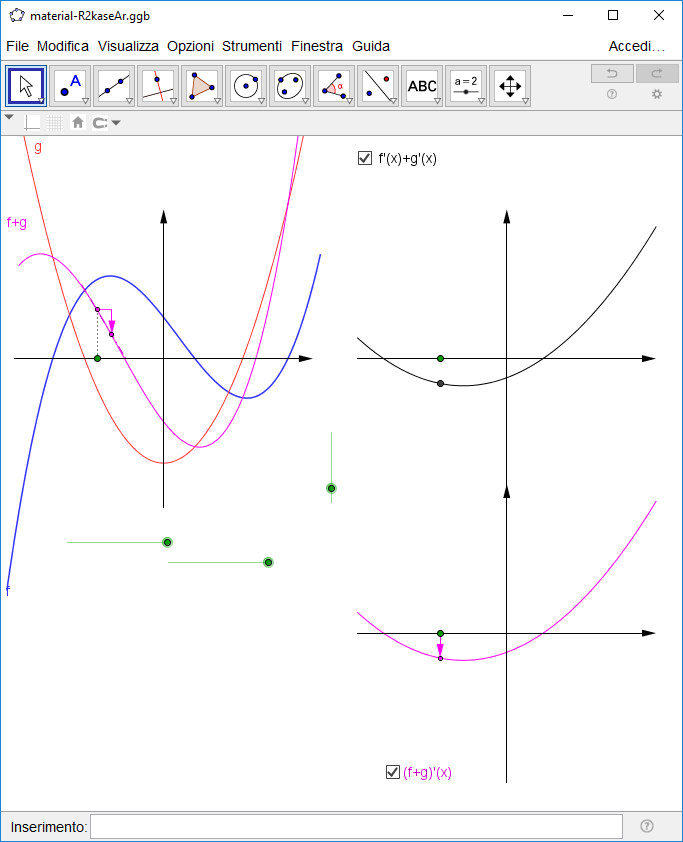 material-R2kaseAr.ggb
File Modifica Visualizza Opzioni Strumenti Finestra Guida Accedi…
A α ABC a = 2
g
f'(x)+g'(x)
f+g
f
(f+g)'(x)
Inserimento: